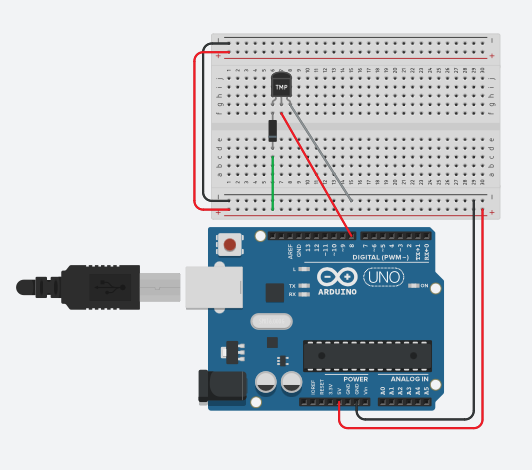 TMP
j
i
h
g
f
e
d
c
b
a
AREF
GND
13
12
~11
~10
~9
8
7
~6
~5
4
~3
2
TX→1
RX←0
L
DIGITAL (PWM~)
TX
RX
ARDUINO
UNO
ON
POWER
ANALOG IN
IOREF
RESET
3.3V
5V
GND
GND
Vin
A0
A1
A2
A3
A4
A5